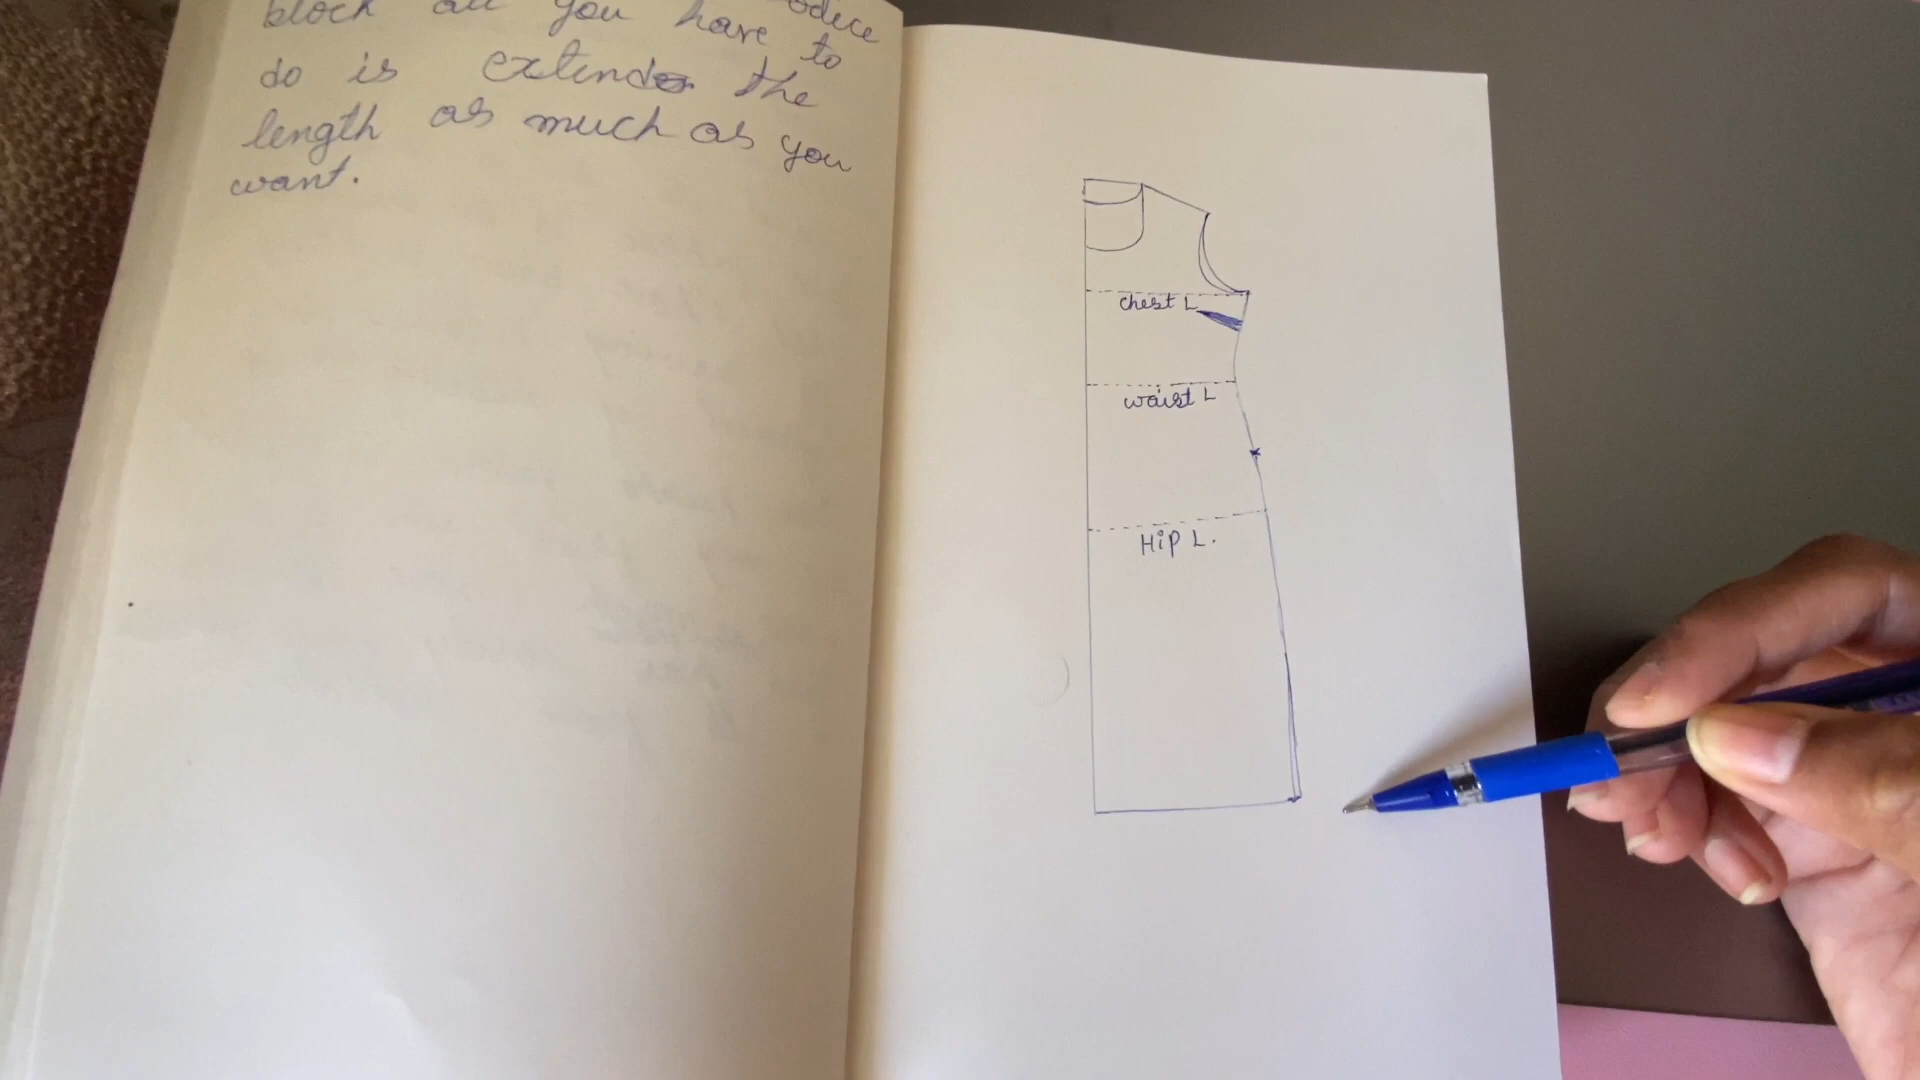 block all you have to
do is extend the
length as much as you
want.
chest L
waist L
Hip L.